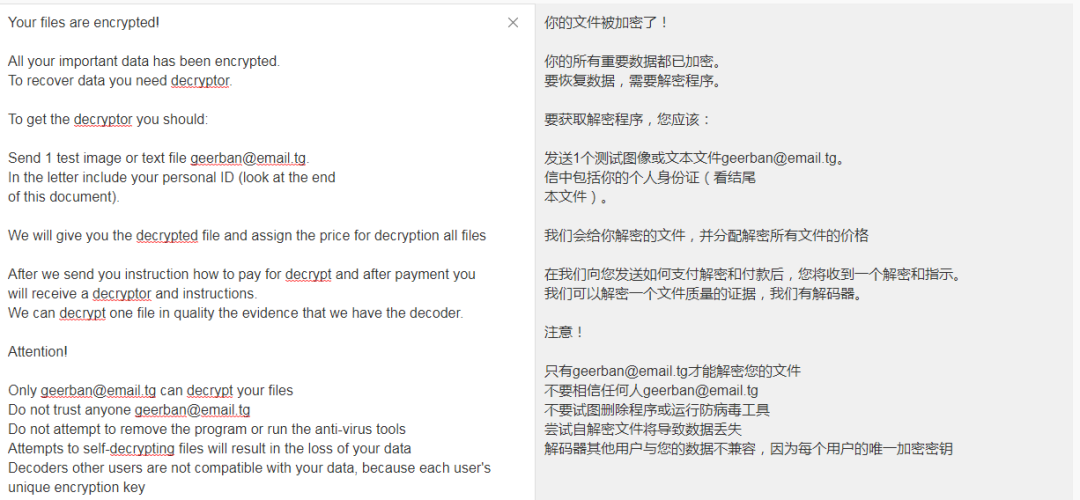 Your files are encrypted!
All your important data has been encrypted.
To recover data you need decryptor.
To get the decryptor you should:
Send 1 test image or text file geerban@email.tg.
In the letter include your personal ID (look at the end
of this document).
We will give you the decrypted file and assign the price for decryption all files
After we send you instruction how to pay for decrypt and after payment you
will receive a decryptor and instructions.
We can decrypt one file in quality the evidence that we have the decoder.
Attention!
Only geerban@email.tg can decrypt your files
Do not trust anyone geerban@email.tg
Do not attempt to remove the program or run the anti-virus tools
Attempts to self-decrypting files will result in the loss of your data
Decoders other users are not compatible with your data, because each user's
unique encryption key
你的文件被加密了！
你的所有重要数据都已加密。
要恢复数据，需要解密程序。
要获取解密程序，您应该：
发送1个测试图像或文本文件geerban@email.tg。
信中包括你的个人身份证（看结尾
本文件）。
我们会给你解密的文件，并分配解密所有文件的价格
在我们向您发送如何支付解密和付款后，您将收到一个解密和指示。
我们可以解密一个文件质量的证据，我们有解码器。
注意！
只有geerban@email.tg才能解密您的文件
不要相信任何人geerban@email.tg
不要试图删除程序或运行防病毒工具
尝试自解密文件将导致数据丢失
解码器其他用户与您的数据不兼容，因为每个用户的唯一加密密钥